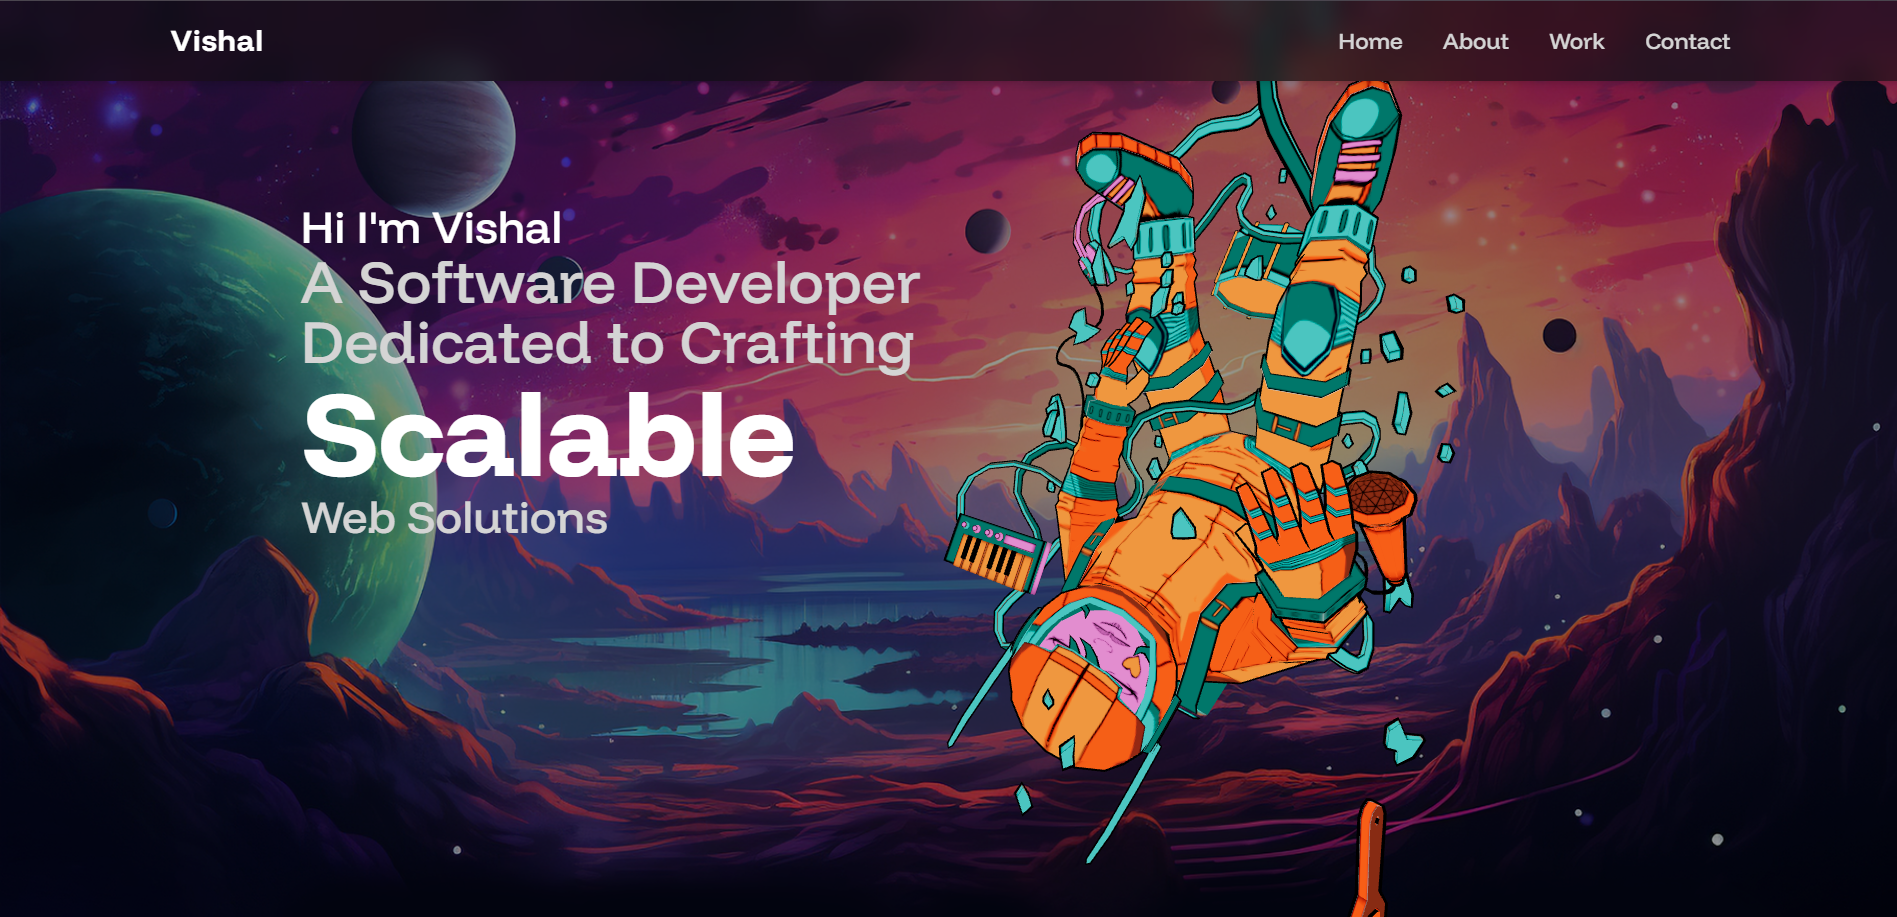 Vishal
Home About Work Contact
Hi I'm Vishal
A Software Developer
Dedicated to Crafting
Scalable
Web Solutions